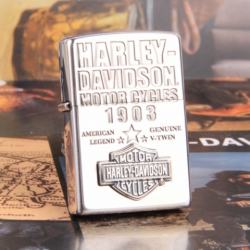 HARLEY-
DAVIDSON
MOTOR CYCLES
1903
AMERICAN GENUINE
LEGEND V-TWIN
MOTOR
HARLEY-DAVIDSON
CYCLES
-DAV